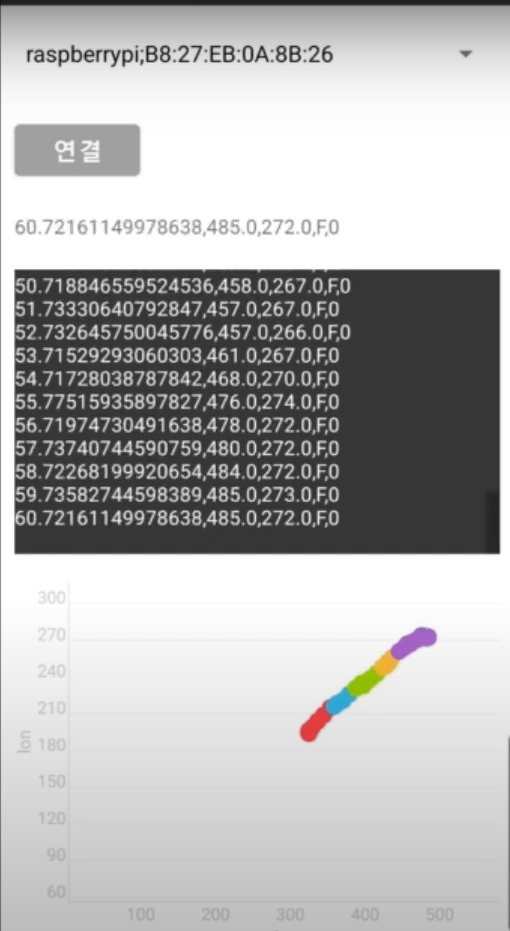 raspberrypi;B8:27:EB:0A:8B:26
연결
60.72161149978638,485.0,272.0,F,0
50.718846559524536,458.0,267.0,F,0
51.73330640792847,457.0,267.0,F,0
52.732645750045776,457.0,266.0,F,0
53.715529293060303,461.0,267.0,F,0
54.71728038787842,468.0,270.0,F,0
55.77515935897827,476.0,274.0,F,0
56.71974730491638,478.0,272.0,F,0
57.73740744590759,480.0,272.0,F,0
58.72268199920654,484.0,272.0,F,0
59.73582744598389,485.0,273.0,F,0
60.72161149978638,485.0,272.0,F,0
300
270
240
210
lon
180
150
120
90
60
100 200 300 400 500